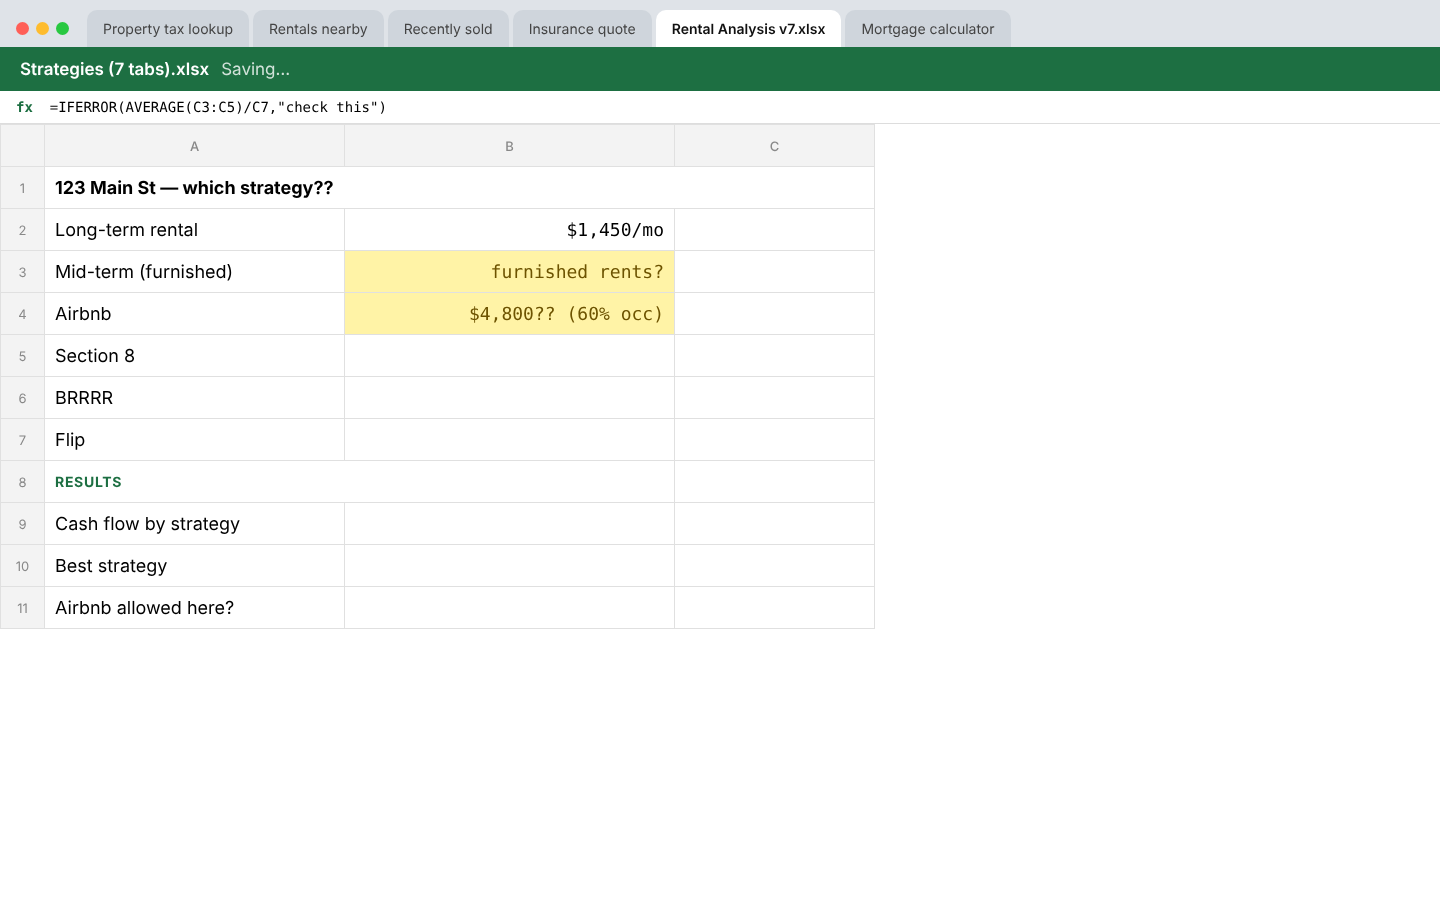 Property tax lookup Rentals nearby Recently sold Insurance quote Rental Analysis v7.xlsx Mortgage calculator
Strategies (7 tabs).xlsx Saving...
fx =IFERROR(AVERAGE(C3:C5)/C7,"check this")
A B C
1 123 Main St — which strategy??
2 Long-term rental $1,450/mo
3 Mid-term (furnished) furnished rents?
4 Airbnb $4,800?? (60% occ)
5 Section 8
6 BRRRR
7 Flip
8 RESULTS
9 Cash flow by strategy
10 Best strategy
11 Airbnb allowed here?